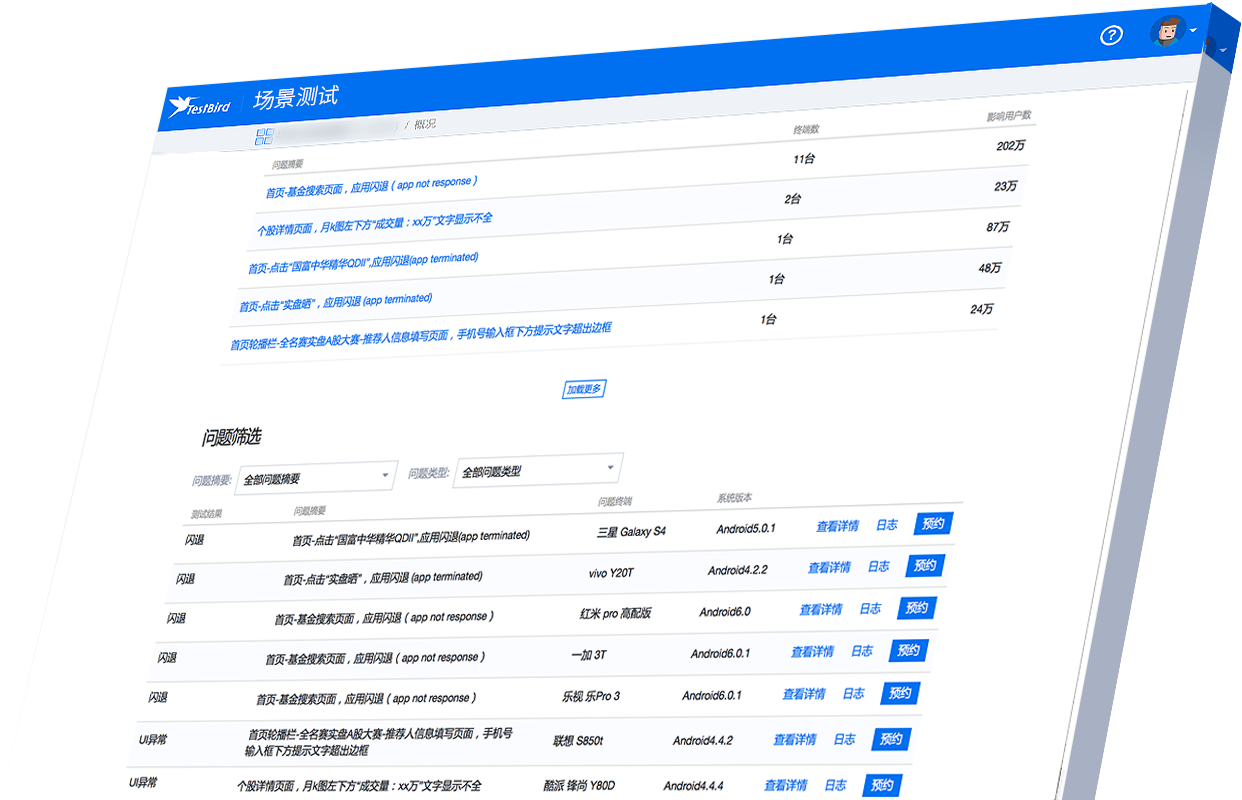 TestBird 场景测试
/ 概况
问题摘要 终端数 影响用户数
首页-基金搜索页面，应用闪退（app not response） 11台 202万
个股详情页面，月k图左下方“成交量：xx万”文字显示不全 2台 23万
首页-点击“国富中华精华QDII”,应用闪退(app terminated) 1台 87万
首页-点击“实盘晒”，应用闪退 (app terminated) 1台 48万
首页轮播栏-全名赛实盘A股大赛-推荐人信息填写页面，手机号输入框下方提示文字超出边框 1台 24万
加载更多
问题筛选
问题摘要: 全部问题摘要 问题类型: 全部问题类型
测试结果 问题摘要 问题终端 系统版本
闪退 首页-点击“国富中华精华QDII”,应用闪退(app terminated) 三星 Galaxy S4 Android5.0.1 查看详情 日志 预约
闪退 首页-点击“实盘晒”，应用闪退 (app terminated) vivo Y20T Android4.2.2 查看详情 日志 预约
闪退 首页-基金搜索页面，应用闪退（app not response） 红米 pro 高配版 Android6.0 查看详情 日志 预约
闪退 首页-基金搜索页面，应用闪退（app not response） 一加 3T Android6.0.1 查看详情 日志 预约
闪退 首页-基金搜索页面，应用闪退（app not response） 乐视 乐Pro 3 Android6.0.1 查看详情 日志 预约
UI异常 首页轮播栏-全名赛实盘A股大赛-推荐人信息填写页面，手机号 联想 S850t Android4.4.2 查看详情 日志 预约
输入框下方提示文字超出边框
UI异常 个股详情页面，月k图左下方“成交量：xx万”文字显示不全 酷派 锋尚 Y80D Android4.4.4 查看详情 日志 预约